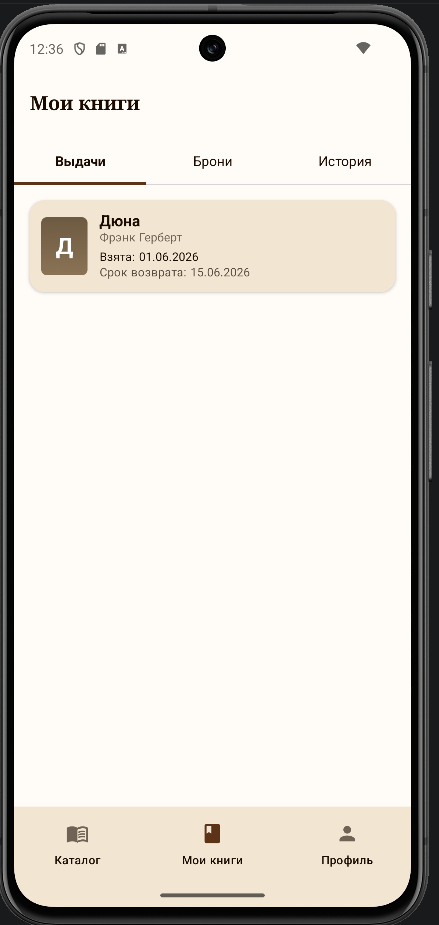 12:36
Мои книги
Выдачи Брони История
Д
Дюна
Фрэнк Герберт
Взята: 01.06.2026
Срок возврата: 15.06.2026
Каталог Мои книги Профиль